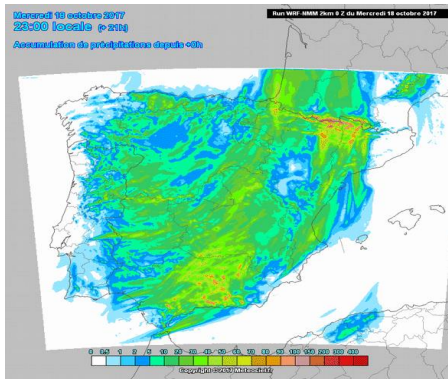 Mercredi 18 octobre 2017
23:00 locale (> 21h)
Accumulation de précipitations depuis +0h
Run WRF-NMM 2km 0 Z du Mercredi 18 octobre 2017
Copyright © 2017 Meteociel.fr